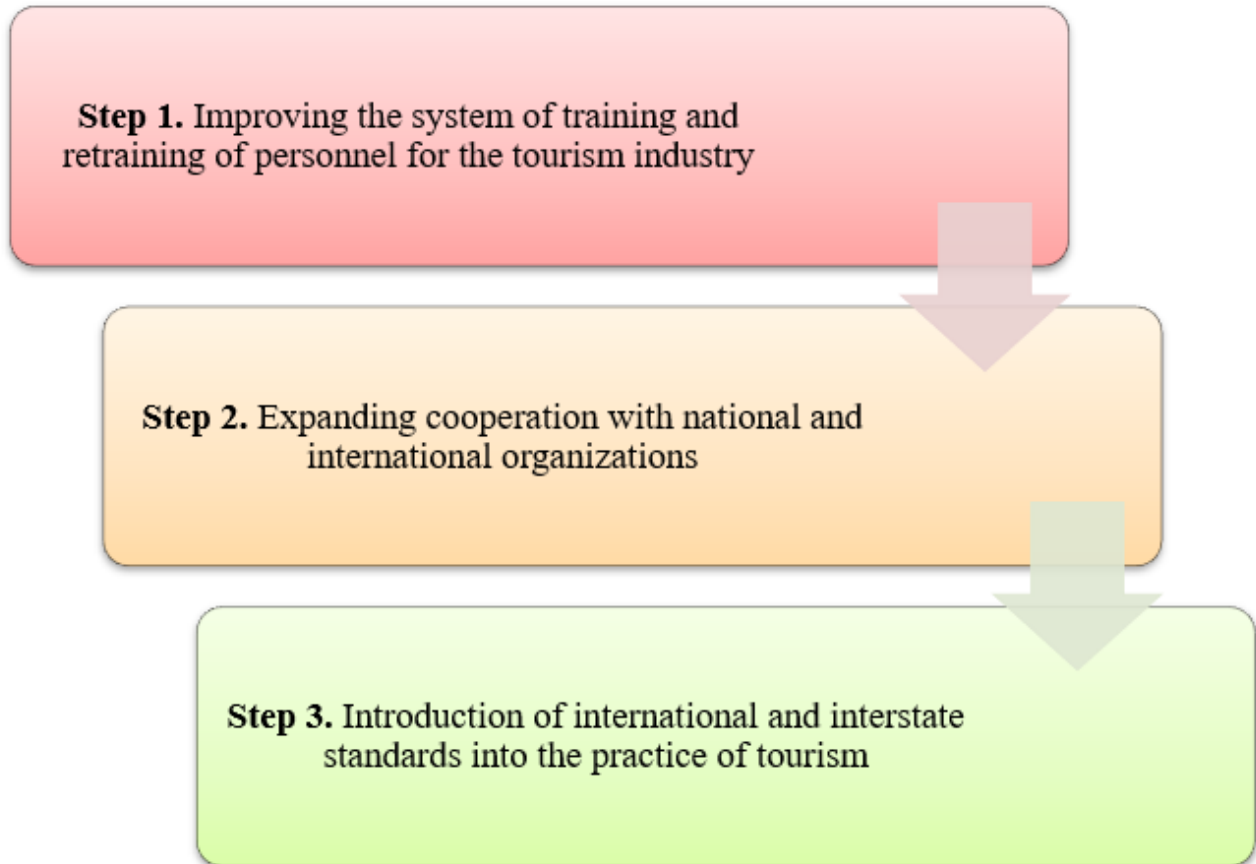 Step 1. Improving the system of training and
retraining of personnel for the tourism industry
Step 2. Expanding cooperation with national and
international organizations
Step 3. Introduction of international and interstate
standards into the practice of tourism